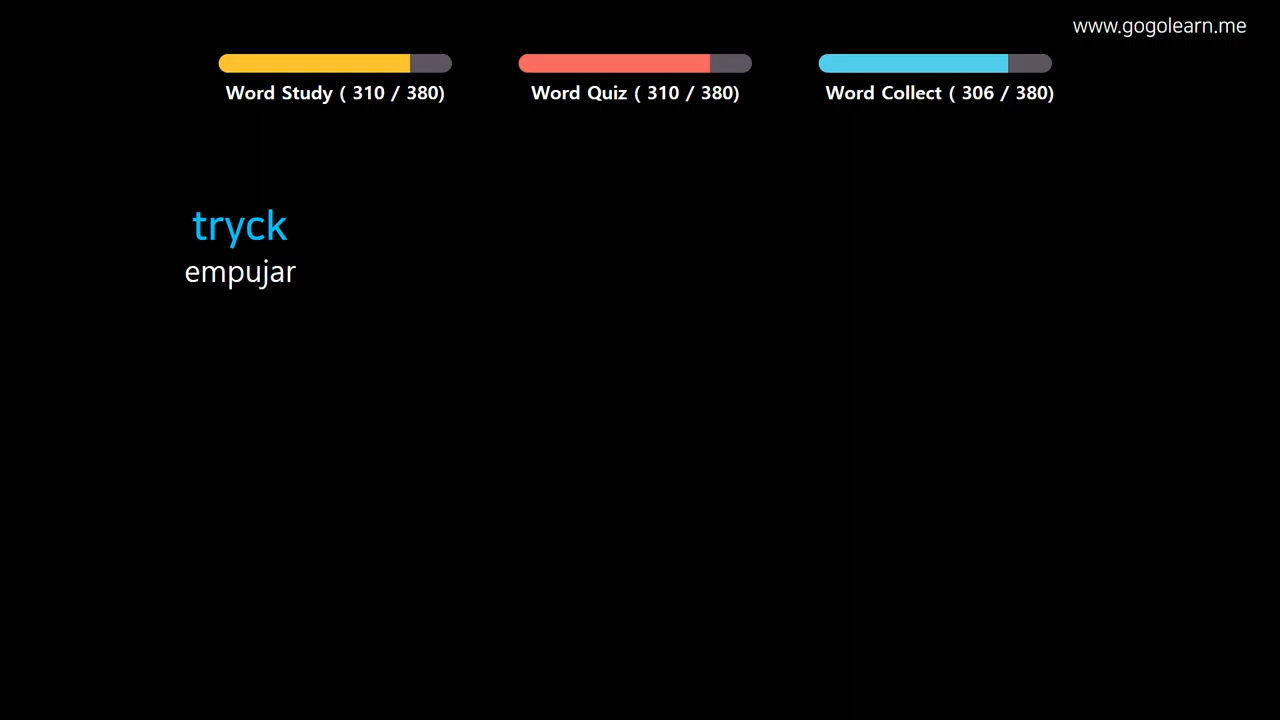 www.gogolearn.me
Word Study ( 310 / 380)
Word Quiz ( 310 / 380)
Word Collect ( 306 / 380)
tryck
empujar